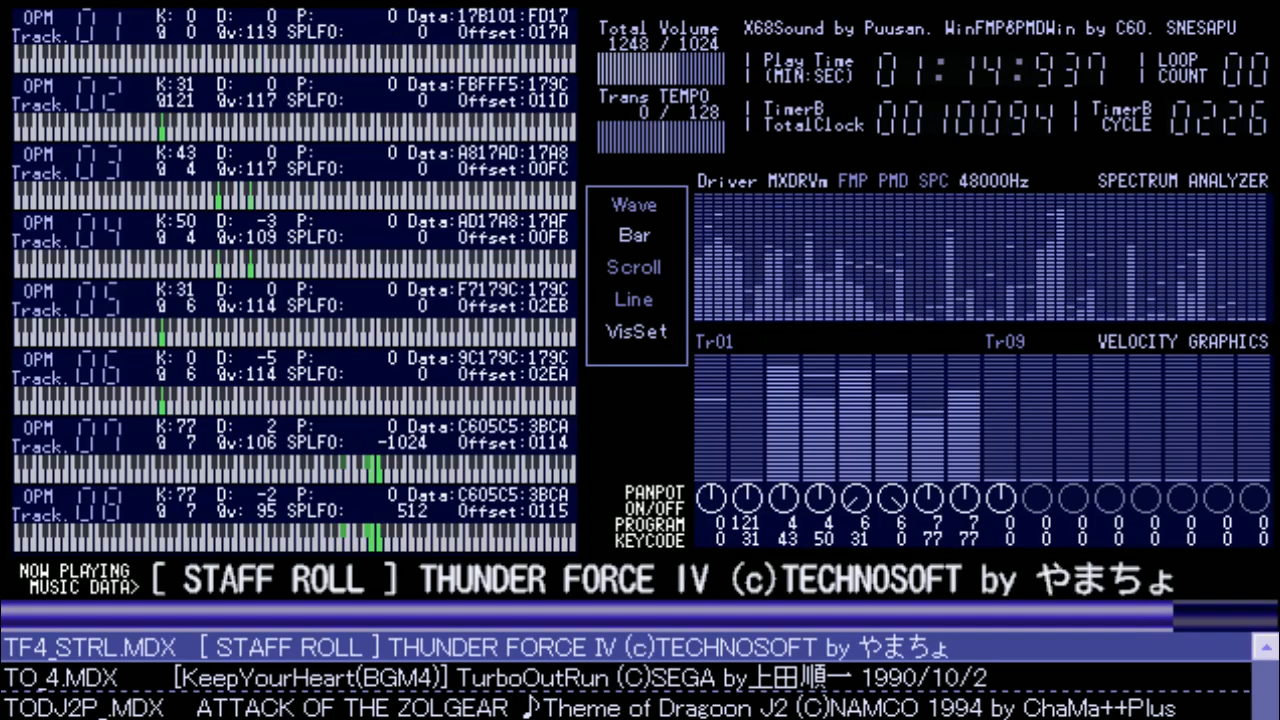 OPM K: 0 D: 0 P: 0 Data:17B101:FD17
Track. 01 @ 0 @v:119 SPLFO: 0 Offset:017A
OPM K:31 D: 0 P: 0 Data:FBFFF5:179C
Track. 02 @121 @v:117 SPLFO: 0 Offset:011D
OPM K:43 D: 0 P: 0 Data:A817AD:17A8
Track. 03 @ 4 @v:117 SPLFO: 0 Offset:00FC
OPM K:50 D: -3 P: 0 Data:AD17A8:17AF
Track. 04 @ 4 @v:109 SPLFO: 0 Offset:00FB
OPM K:31 D: 0 P: 0 Data:F7179C:179C
Track. 05 @ 6 @v:114 SPLFO: 0 Offset:02EB
OPM K: 0 D: -5 P: 0 Data:9C179C:179C
Track. 06 @ 6 @v:114 SPLFO: 0 Offset:02EA
OPM K:77 D: 2 P: 0 Data:C605C5:3BCA
Track. 07 @ 7 @v:106 SPLFO: -1024 Offset:0114
OPM K:77 D: -2 P: 0 Data:C605C5:3BCA
Track. 08 @ 7 @v: 95 SPLFO: 512 Offset:0115
Total Volume
1248 / 1024
Trans TEMPO
0 / 128
X68Sound by Puusan. WinFMP&PMDWin by C60. SNESAPU
Play Time (MIN:SEC) 01:14:937 LOOP COUNT 00
TimerB TotalClock 0010094 TimerB CYCLE 0226
Driver MXDRVm FMP PMD SPC 48000Hz SPECTRUM ANALYZER
Wave
Bar
Scroll
Line
VisSet
Tr01 Tr09 VELOCITY GRAPHICS
PANPOT
ON/OFF
PROGRAM 0 121 4 4 6 6 7 7 0 0 0 0 0 0 0 0
KEYCODE 0 31 43 50 31 0 77 77 0 0 0 0 0 0 0 0
NOW PLAYING
MUSIC DATA> [ STAFF ROLL ] THUNDER FORCE IV (c)TECHNOSOFT by やまちょ
TF4_STRL.MDX [ STAFF ROLL ] THUNDER FORCE Ⅳ (c)TECHNOSOFT by やまちょ
TO_4.MDX [KeepYourHeart(BGM4)] TurboOutRun (C)SEGA by上田順一 1990/10/2
TODJ2P_.MDX ATTACK OF THE ZOLGEAR ♪Theme of Dragoon J2 (C)NAMCO 1994 by ChaMa++Plus